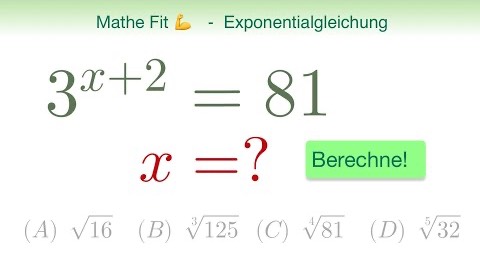 Mathe Fit 💪 - Exponentialgleichung
3^{x+2} = 81
x =?
Berechne!
(A) √16 (B) ∛125 (C) ∜81 (D) ⁵√32